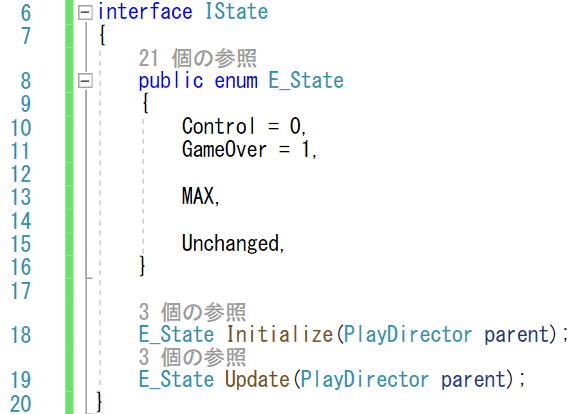 6 interface IState
7 {
21 個の参照
8 public enum E_State
9 {
10 Control = 0,
11 GameOver = 1,
12
13 MAX,
14
15 Unchanged,
16 }
17
3 個の参照
18 E_State Initialize(PlayDirector parent);
3 個の参照
19 E_State Update(PlayDirector parent);
20 }